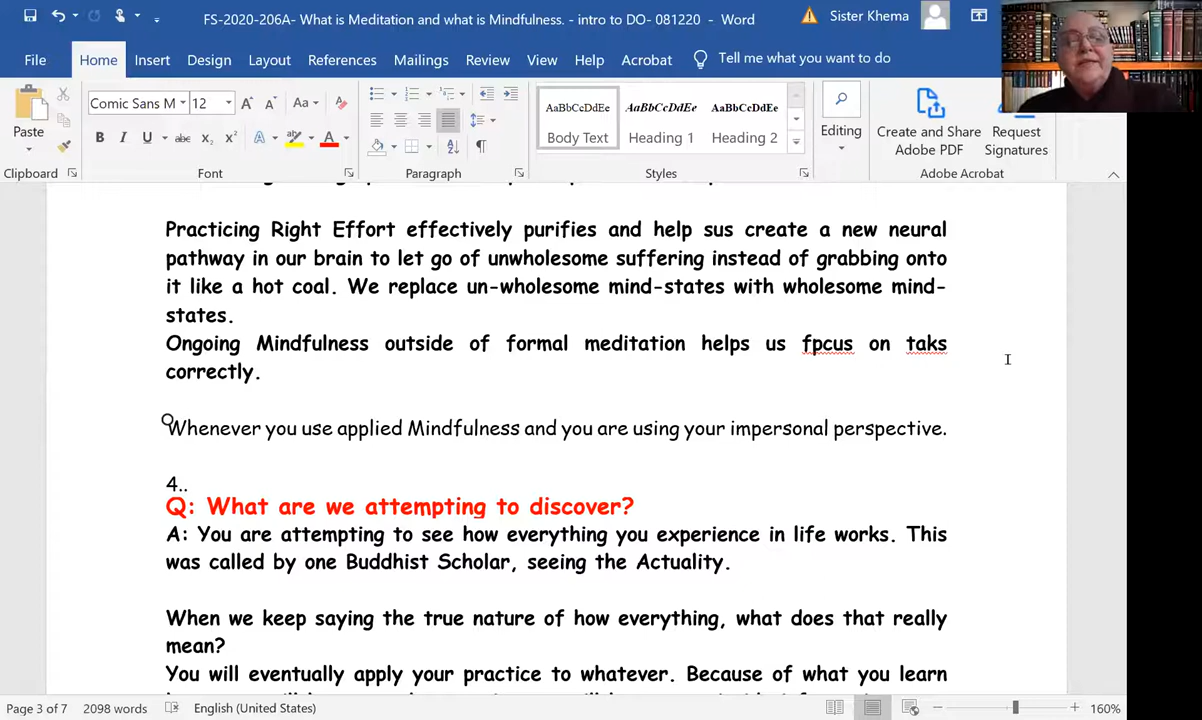 FS-2020-206A- What is Meditation and what is Mindfulness. - intro to DO- 081220 - Word
Sister Khema
File Home Insert Design Layout References Mailings Review View Help Acrobat Tell me what you want to do
Paste
Clipboard
Comic Sans M 12
Font
Paragraph
AaBbCcDdEe AaBbCcDdEe AaBbCcDdEe
Body Text Heading 1 Heading 2
Styles
Editing
Create and Share Adobe PDF
Request Signatures
Adobe Acrobat
Practicing Right Effort effectively purifies and help sus create a new neural
pathway in our brain to let go of unwholesome suffering instead of grabbing onto
it like a hot coal. We replace un-wholesome mind-states with wholesome mind-
states.
Ongoing Mindfulness outside of formal meditation helps us fpcus on taks
correctly.
Whenever you use applied Mindfulness and you are using your impersonal perspective.
4..
Q: What are we attempting to discover?
A: You are attempting to see how everything you experience in life works. This
was called by one Buddhist Scholar, seeing the Actuality.
When we keep saying the true nature of how everything, what does that really
mean?
You will eventually apply your practice to whatever. Because of what you learn
Page 3 of 7 2098 words English (United States) 160%